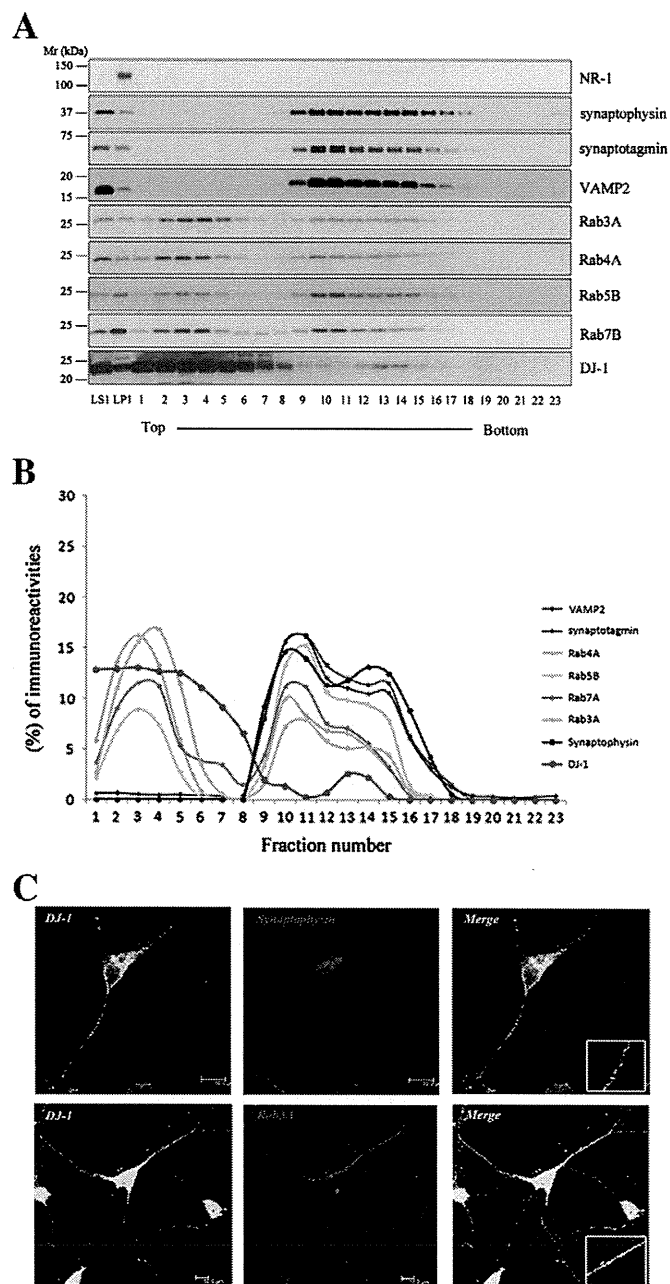 A
Mr (kDa)
150
100
NR-1
37
synaptophysin
75
synaptotagmin
20
15
VAMP2
25
Rab3A
25
Rab4A
25
Rab5B
25
Rab7B
25
20
DJ-1
LS1 LP1 1 2 3 4 5 6 7 8 9 10 11 12 13 14 15 16 17 18 19 20 21 22 23
Top Bottom
B
(%) of immunoreactivities
30
25
20
15
10
5
0
1 2 3 4 5 6 7 8 9 10 11 12 13 14 15 16 17 18 19 20 21 22 23
Fraction number
VAMP2
synaptotagmin
Rab4A
Rab5B
Rab7A
Rab3A
Synaptophysin
DJ-1
C
DJ-1 Synaptophysin Merge
DJ-1 Rab3A Merge